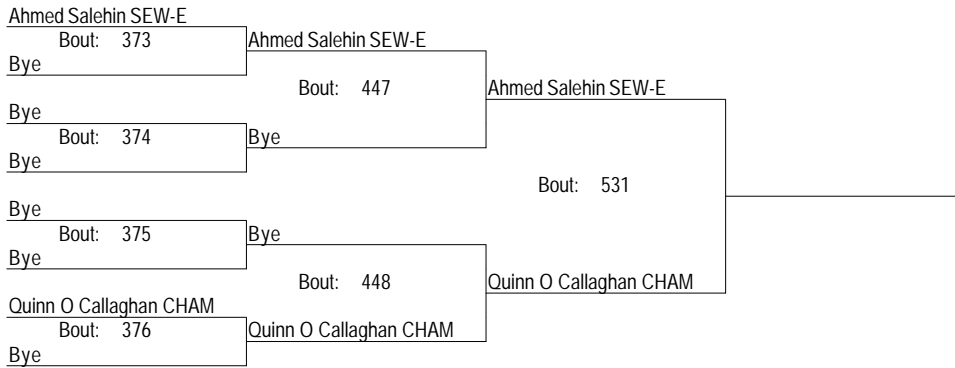 Ahmed Salehin SEW-E
Bout: 373
Bye
Ahmed Salehin SEW-E
Bout: 447
Bye
Bout: 374
Bye
Bye
Ahmed Salehin SEW-E
Bout: 531
Bye
Bout: 375
Bye
Bye
Bout: 448
Quinn O Callaghan CHAM
Bout: 376
Bye
Quinn O Callaghan CHAM
Quinn O Callaghan CHAM